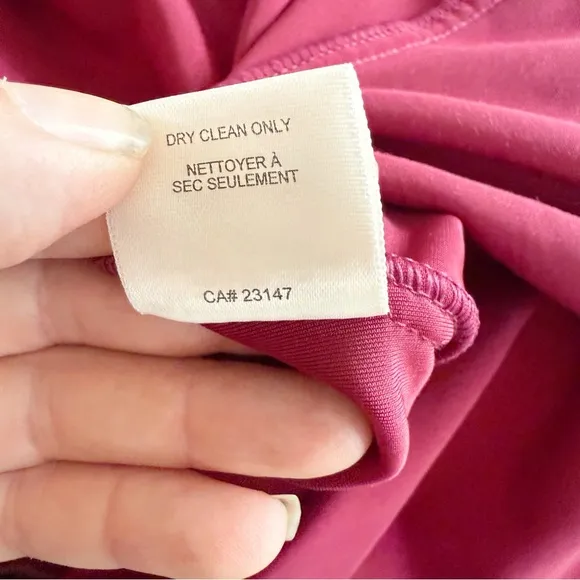 DRY CLEAN ONLY
NETTOYER À
SEC SEULEMENT
CA# 23147